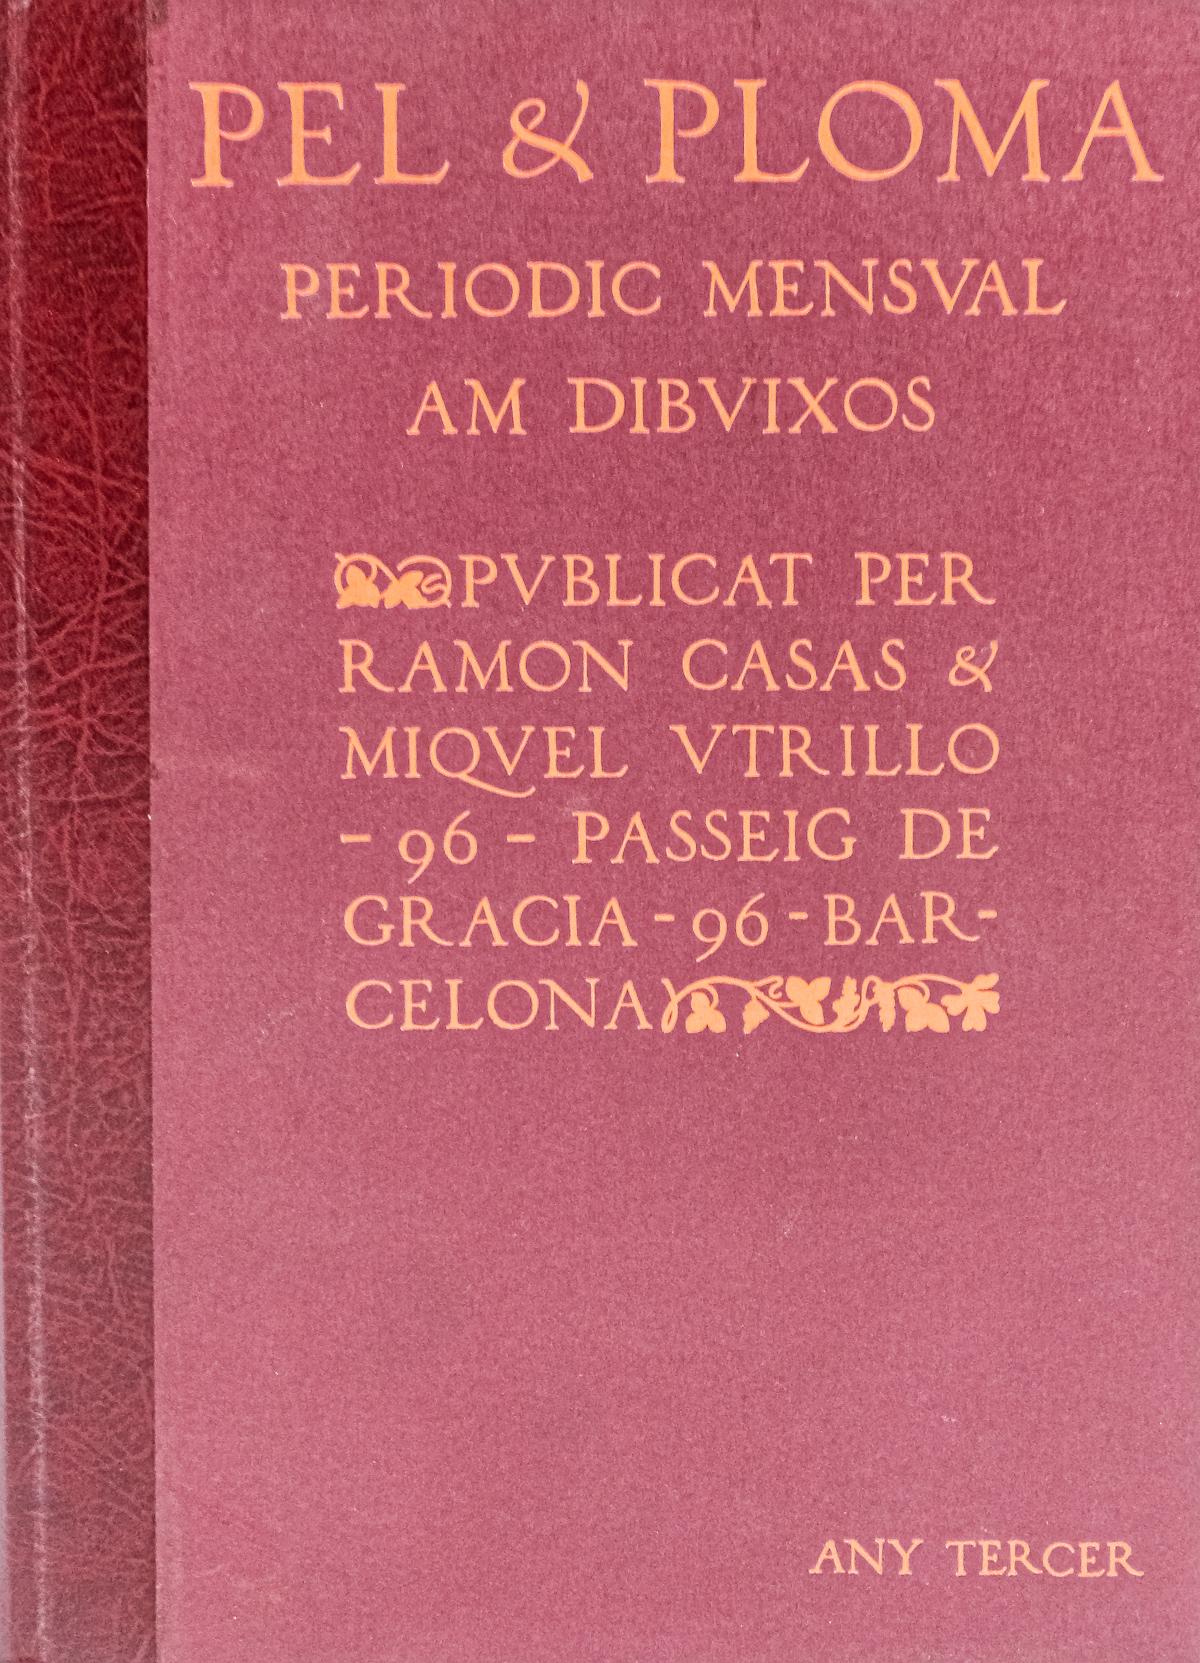 PEL & PLOMA
PERIODIC MENSVAL
AM DIBVIXOS
PVBLICAT PER
RAMON CASAS &
MIQVEL VTRILLO
- 96 - PASSEIG DE
GRACIA - 96 - BAR-
CELONA
ANY TERCER